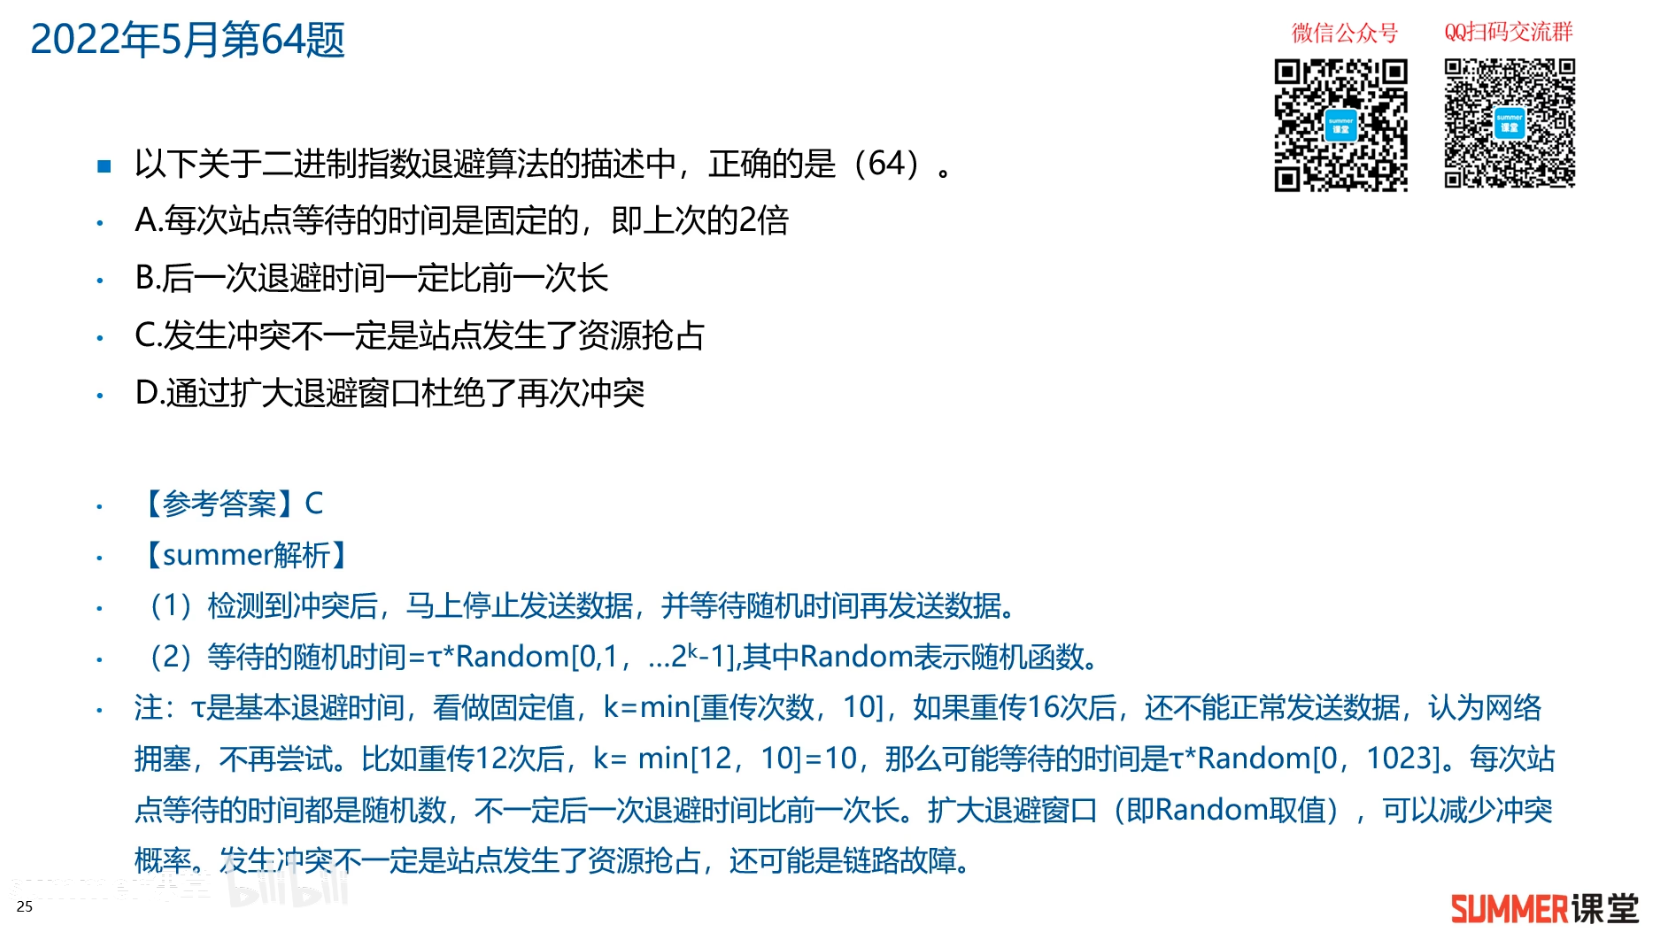 2022年5月第64题
微信公众号
QQ扫码交流群
summer
课堂
summer
课堂
以下关于二进制指数退避算法的描述中，正确的是（64）。
A.每次站点等待的时间是固定的，即上次的2倍
B.后一次退避时间一定比前一次长
C.发生冲突不一定是站点发生了资源抢占
D.通过扩大退避窗口杜绝了再次冲突
【参考答案】C
【summer解析】
（1）检测到冲突后，马上停止发送数据，并等待随机时间再发送数据。
（2）等待的随机时间=τ*Random[0,1，…2ᵏ-1],其中Random表示随机函数。
注：τ是基本退避时间，看做固定值，k=min[重传次数，10]，如果重传16次后，还不能正常发送数据，认为网络
拥塞，不再尝试。比如重传12次后，k= min[12，10]=10，那么可能等待的时间是τ*Random[0，1023]。每次站
点等待的时间都是随机数，不一定后一次退避时间比前一次长。扩大退避窗口（即Random取值），可以减少冲突
概率。发生冲突不一定是站点发生了资源抢占，还可能是链路故障。
summer课堂 bilibili
25
SUMMER课堂